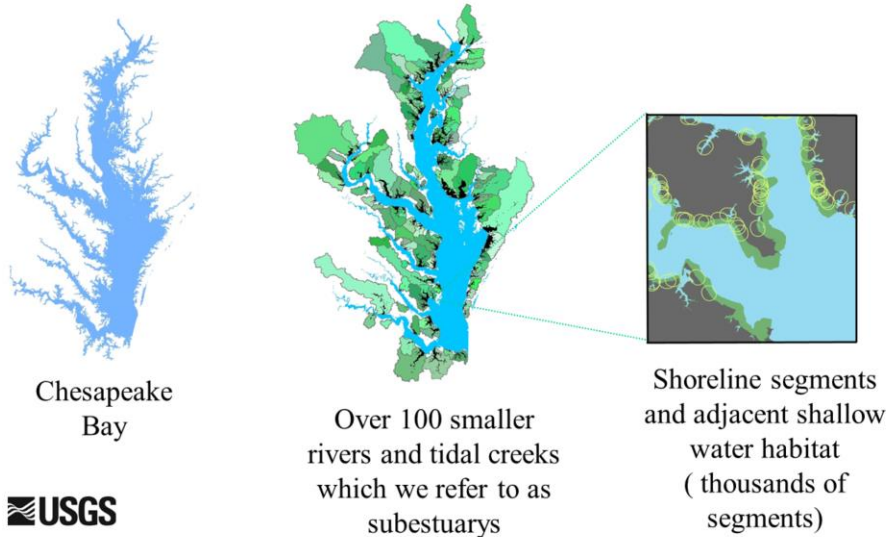 Chesapeake
Bay
Over 100 smaller
rivers and tidal creeks
which we refer to as
subestuarys
Shoreline segments
and adjacent shallow
water habitat
( thousands of
segments)
USGS